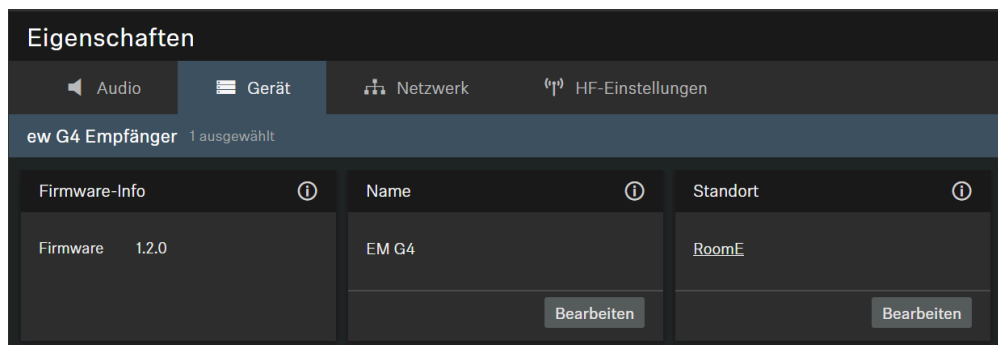 Eigenschaften
Audio Gerät Netzwerk HF-Einstellungen
ew G4 Empfänger 1 ausgewählt
Firmware-Info Name Standort
Firmware 1.2.0 EM G4 RoomE
Bearbeiten Bearbeiten